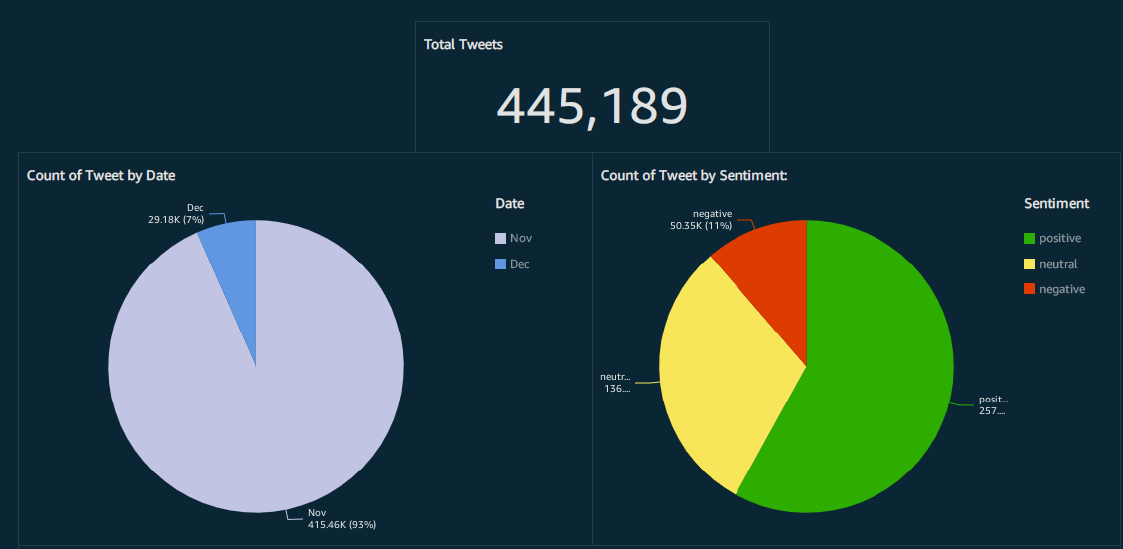 Total Tweets
445,189
Count of Tweet by Date
Dec
29.18K (7%)
Nov
415.46K (93%)
Date
Nov
Dec
Count of Tweet by Sentiment:
negative
50.35K (11%)
neutr...
136....
posit...
257....
Sentiment
positive
neutral
negative